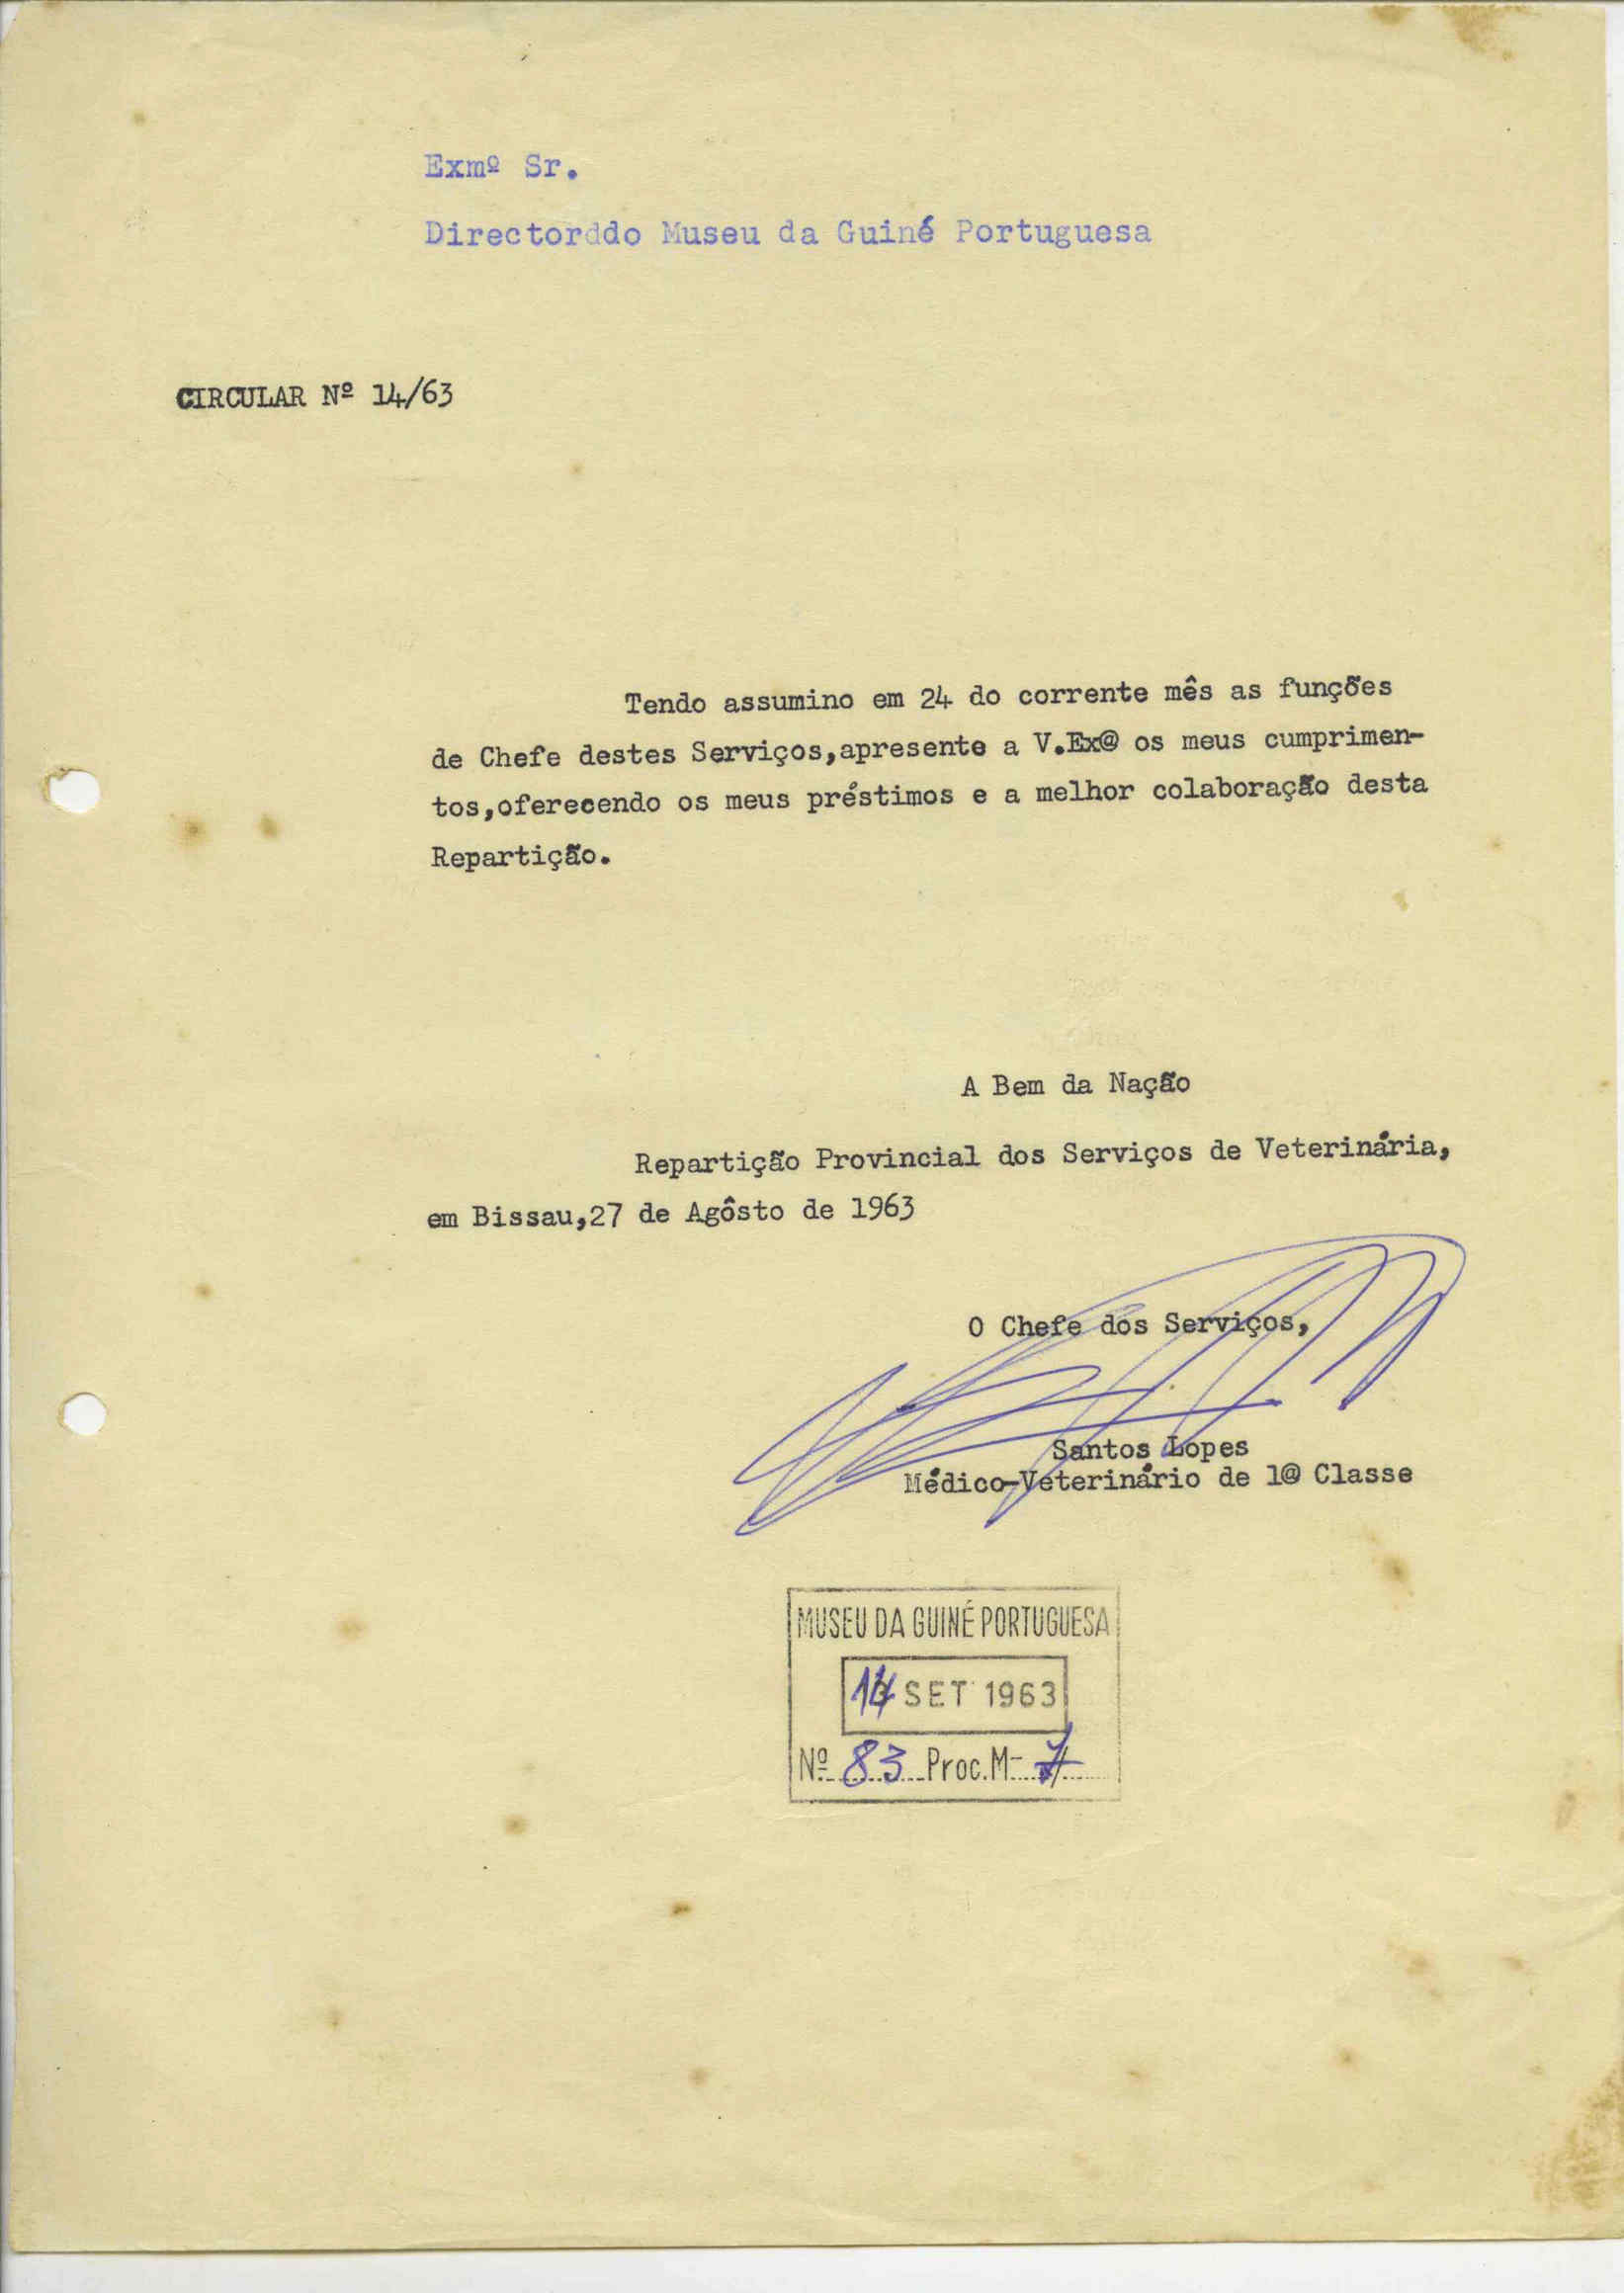 Exmº Sr.
Directorddo Museu da Guiné Portuguesa
CIRCULAR Nº 14/63
Tendo assumino em 24 do corrente mês as funções
de Chefe destes Serviços,apresente a V.Ex@ os meus cumprimen-
tos,oferecendo os meus préstimos e a melhor colaboração desta
Repartição.
A Bem da Nação
Repartição Provincial dos Serviços de Veterinária,
em Bissau,27 de Agôsto de 1963
O Chefe dos Serviços,
Santos Lopes
Médico-Veterinário de 1@ Classe
MUSEU DA GUINÉ PORTUGUESA
14 SET 1963
Nº 83 Proc.M- 7